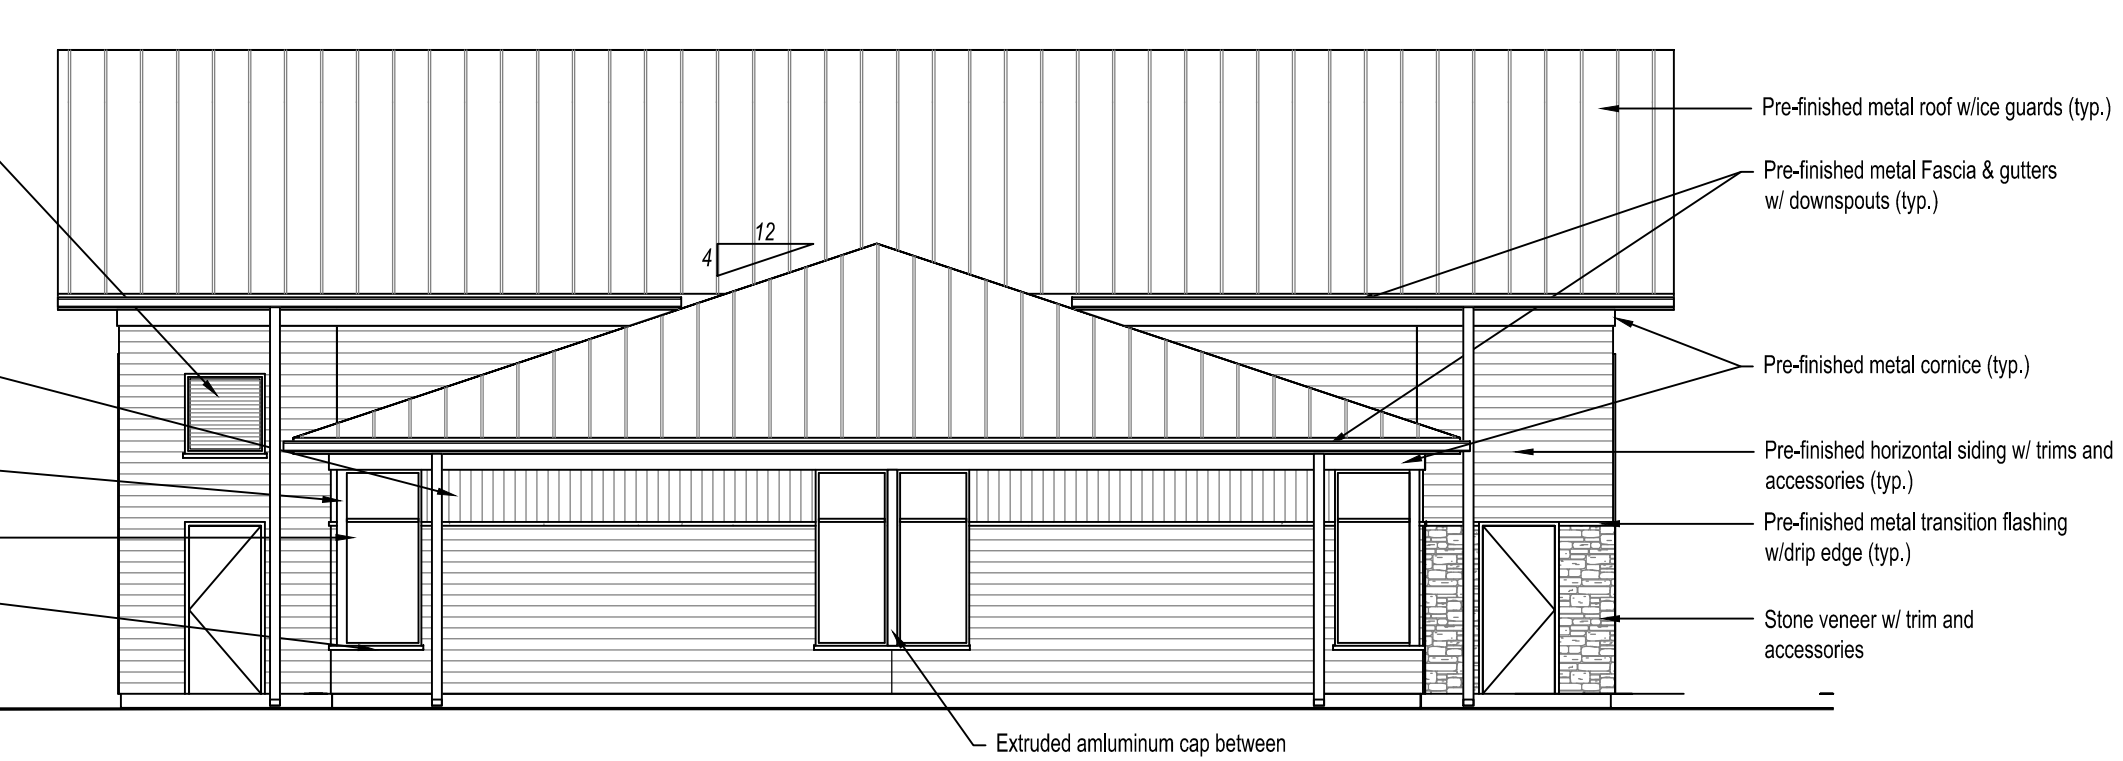 Pre-finished metal roof w/ice guards (typ.)
Pre-finished metal Fascia & gutters
w/ downspouts (typ.)
12
4
Pre-finished metal cornice (typ.)
Pre-finished horizontal siding w/ trims and
accessories (typ.)
Pre-finished metal transition flashing
w/drip edge (typ.)
Stone veneer w/ trim and
accessories
Extruded amluminum cap between